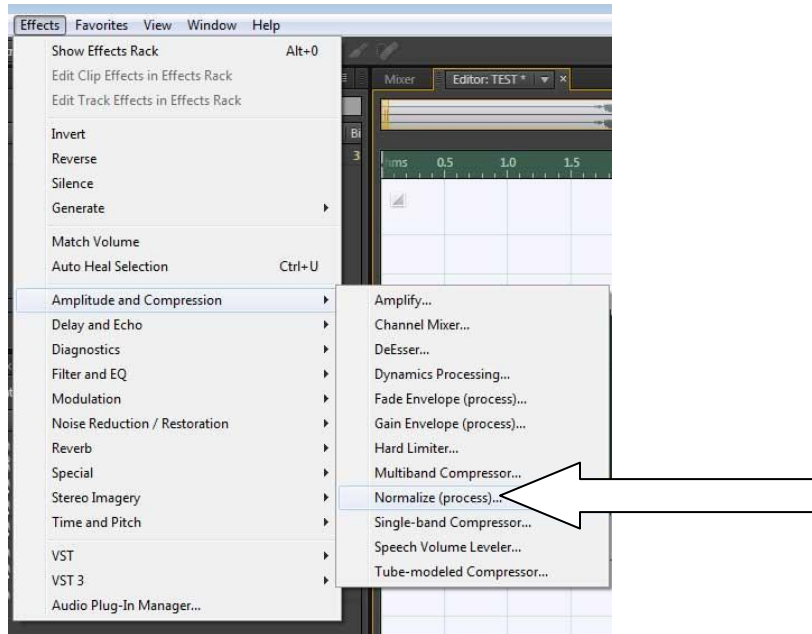 Effects Favorites View Window Help
Show Effects Rack Alt+0
Edit Clip Effects in Effects Rack
Edit Track Effects in Effects Rack
Invert
Reverse
Silence
Generate
Match Volume
Auto Heal Selection Ctrl+U
Amplitude and Compression
Delay and Echo
Diagnostics
Filter and EQ
Modulation
Noise Reduction / Restoration
Reverb
Special
Stereo Imagery
Time and Pitch
VST
VST 3
Audio Plug-In Manager...
Mixer Editor: TEST *
Bi
3
hms 0.5 1.0 1.5
Amplify...
Channel Mixer...
DeEsser...
Dynamics Processing...
Fade Envelope (process)...
Gain Envelope (process)...
Hard Limiter...
Multiband Compressor...
Normalize (process)...
Single-band Compressor...
Speech Volume Leveler...
Tube-modeled Compressor...